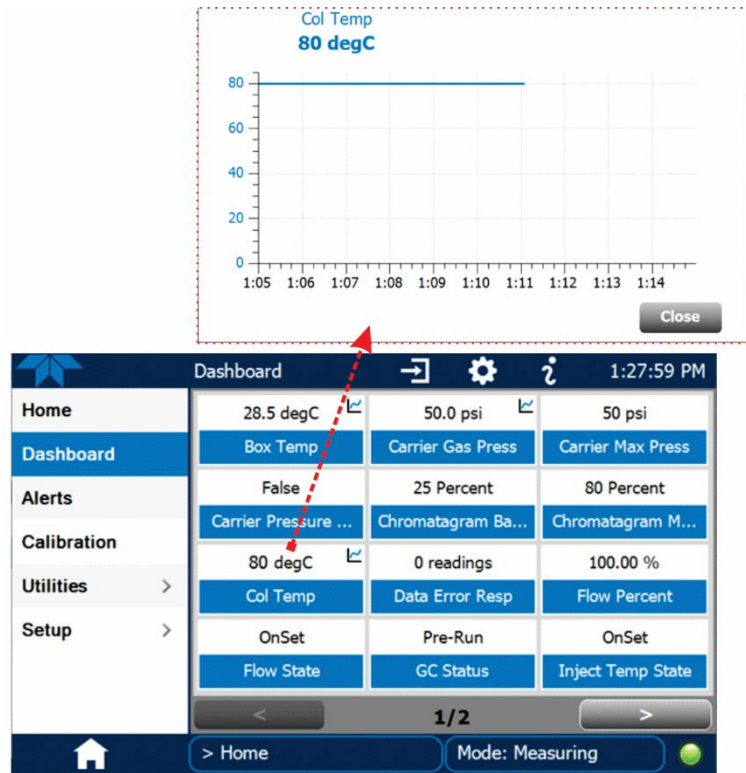 Col Temp
80 degC
80
60
40
20
0
1:05 1:06 1:07 1:08 1:09 1:10 1:11 1:12 1:13 1:14
Close
Dashboard 1:27:59 PM
Home
Dashboard
Alerts
Calibration
Utilities >
Setup >
28.5 degC 50.0 psi 50 psi
Box Temp Carrier Gas Press Carrier Max Press
False 25 Percent 80 Percent
Carrier Pressure ... Chromatagram Ba... Chromatagram M...
80 degC 0 readings 100.00 %
Col Temp Data Error Resp Flow Percent
OnSet Pre-Run OnSet
Flow State GC Status Inject Temp State
< 1/2 >
> Home Mode: Measuring